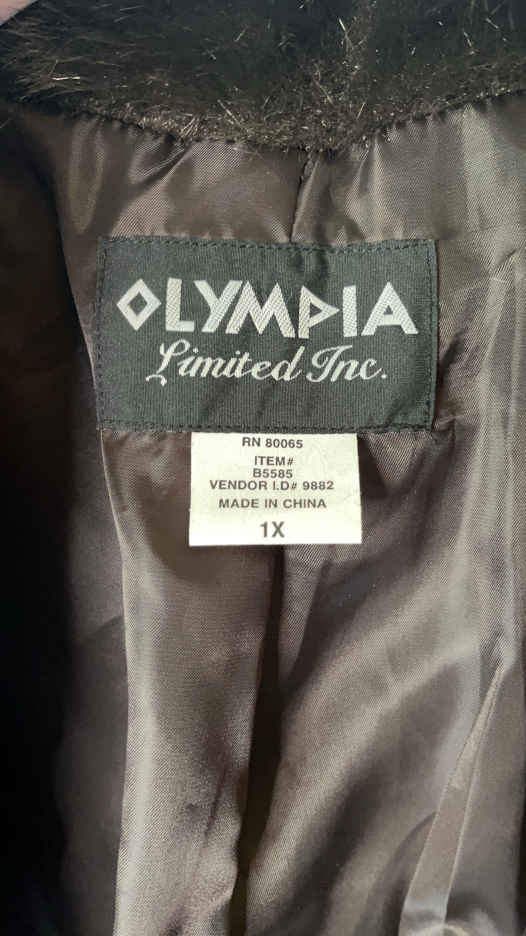 OLYMPIA
Limited Inc.
RN 80065
ITEM#
B5585
VENDOR I.D# 9882
MADE IN CHINA
1X